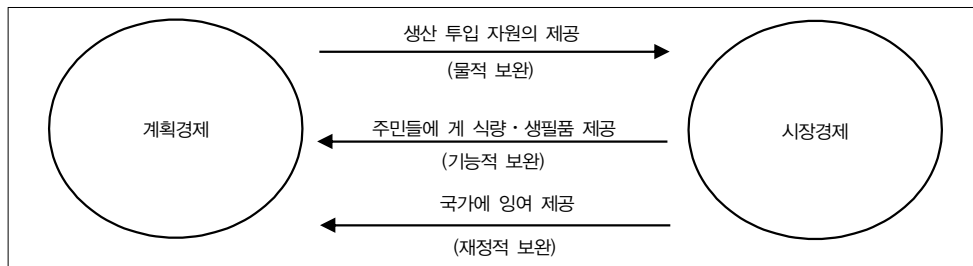 생산 투입 자원의 제공
(물적 보완)
계획경제
주민들에 게 식량·생필품 제공
시장경제
(기능적 보완)
국가에 잉여 제공
(재정적 보완)